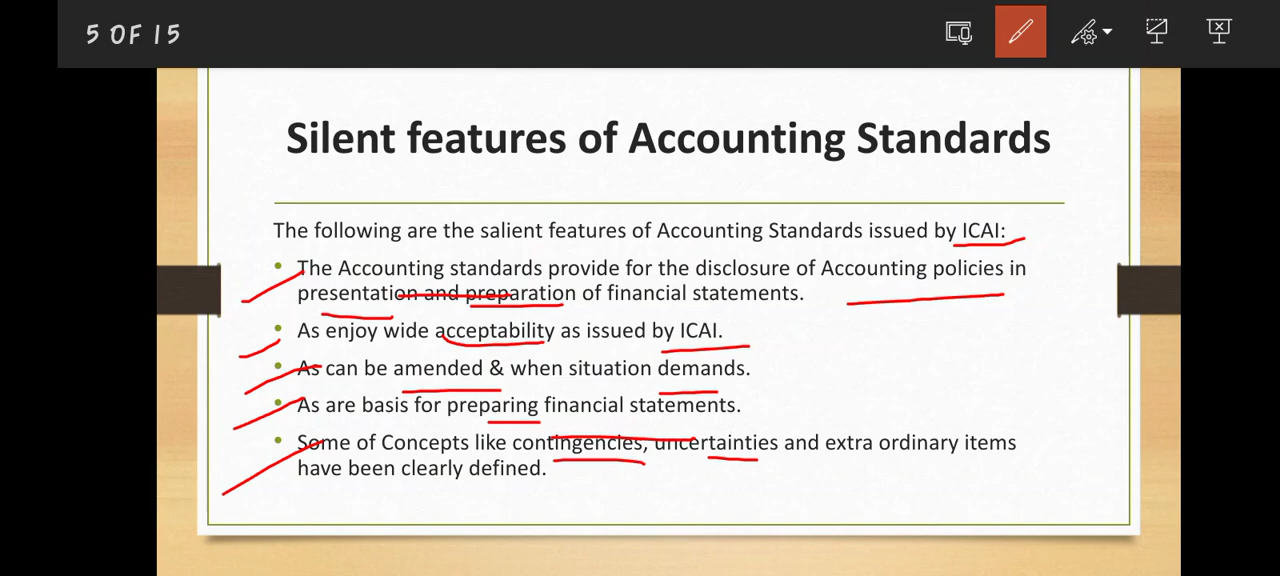 5 OF 15
Silent features of Accounting Standards
The following are the salient features of Accounting Standards issued by ICAI:
• The Accounting standards provide for the disclosure of Accounting policies in
presentation and preparation of financial statements.
• As enjoy wide acceptability as issued by ICAI.
• As can be amended & when situation demands.
• As are basis for preparing financial statements.
• Some of Concepts like contingencies, uncertainties and extra ordinary items
have been clearly defined.